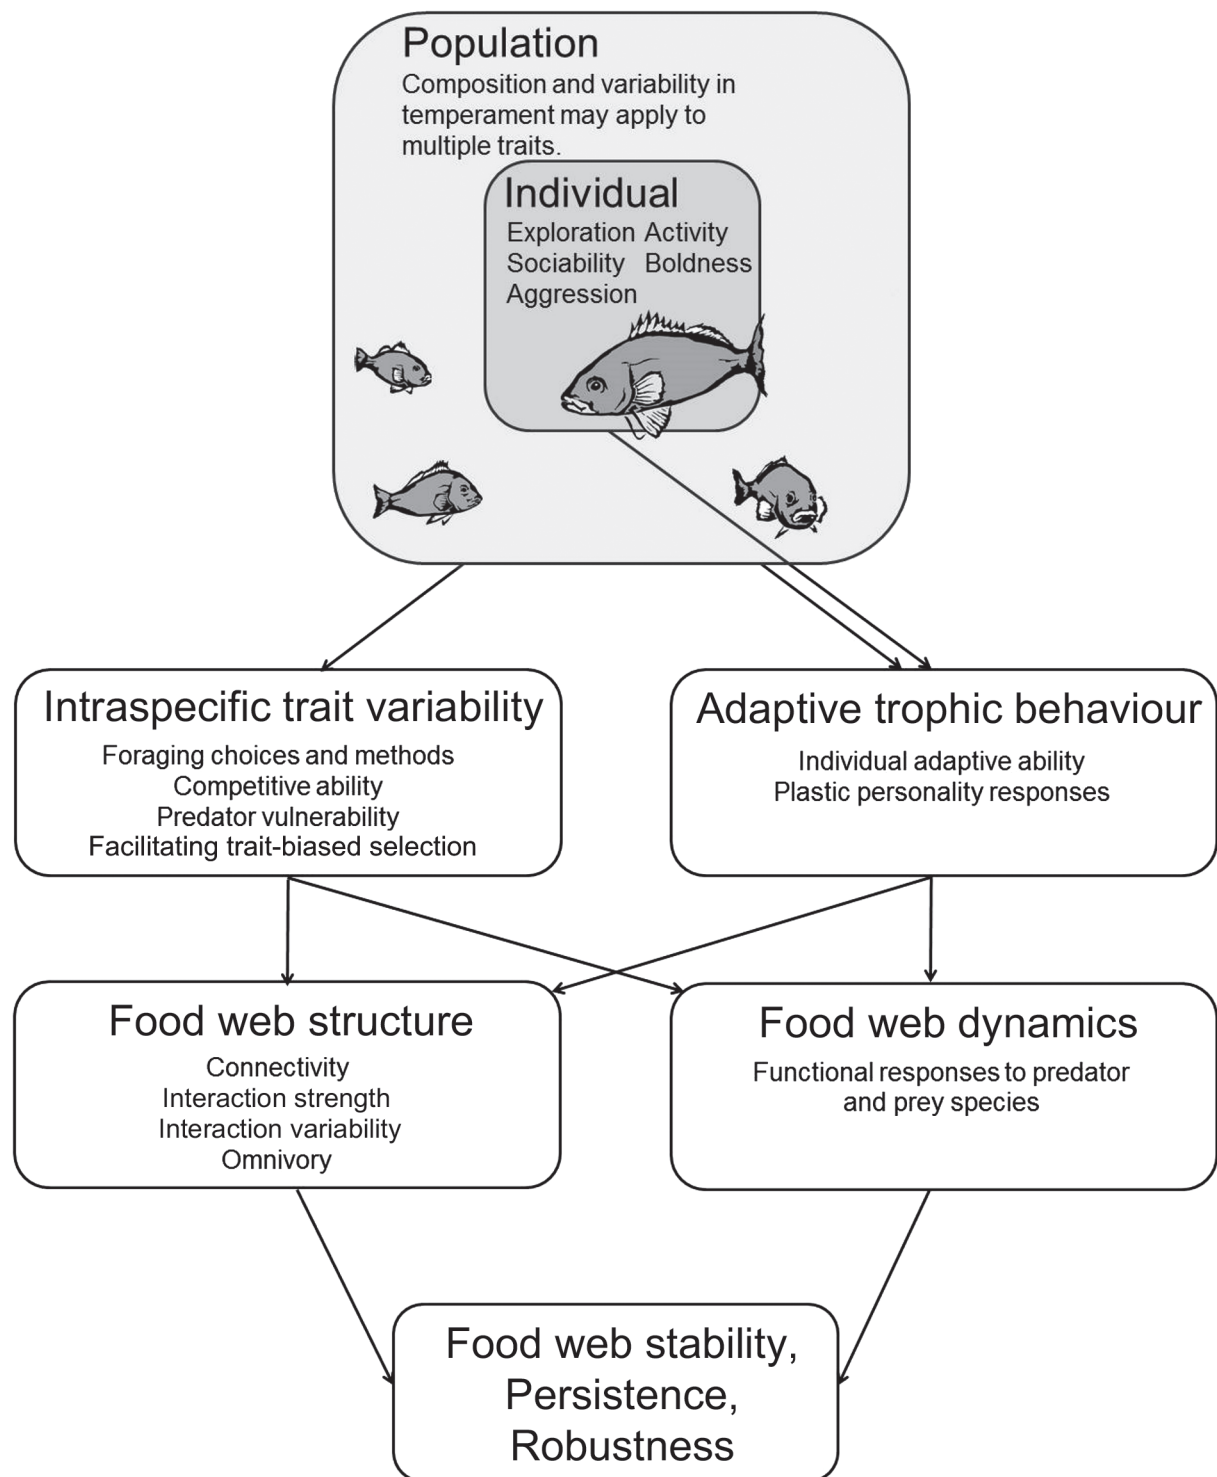 Population
Composition and variability in
temperament may apply to
multiple traits.
Individual
Exploration Activity
Sociability Boldness
Aggression
Intraspecific trait variability
Foraging choices and methods
Competitive ability
Predator vulnerability
Facilitating trait-biased selection
Adaptive trophic behaviour
Individual adaptive ability
Plastic personality responses
Food web structure
Connectivity
Interaction strength
Interaction variability
Omnivory
Food web dynamics
Functional responses to predator
and prey species
Food web stability,
Persistence,
Robustness